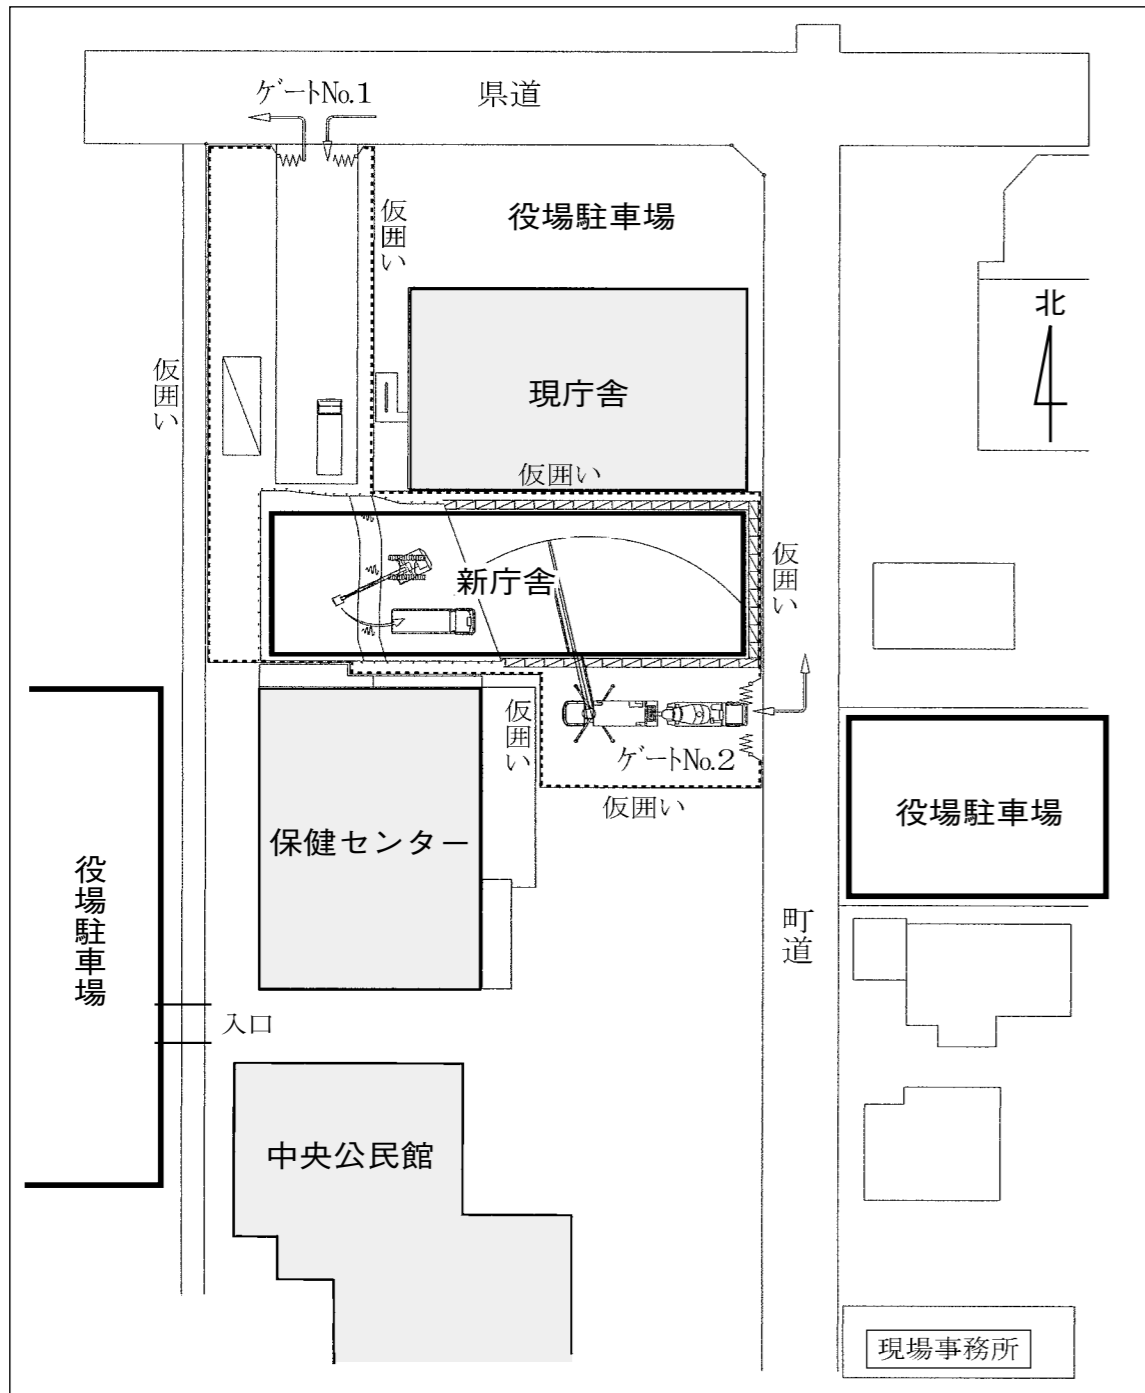 ゲートNo.1
県道
役場駐車場
仮囲い
北
仮囲い
現庁舎
仮囲い
新庁舎
仮囲い
仮囲い
ゲートNo.2
仮囲い
役場駐車場
保健センター
役場駐車場
町道
入口
中央公民館
現場事務所